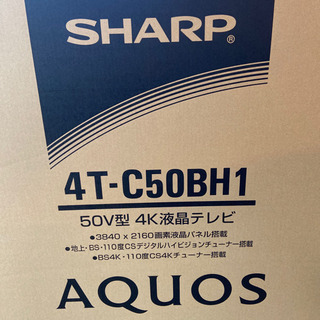 SHARP®
4T-C50BH1
50V型 4K液晶テレビ
●3840 x 2160画素液晶パネル搭載
●地上・BS・110度CSデジタルハイビジョンチューナー搭載
●BS4K・110度CS4Kチューナー搭載
AQUOS